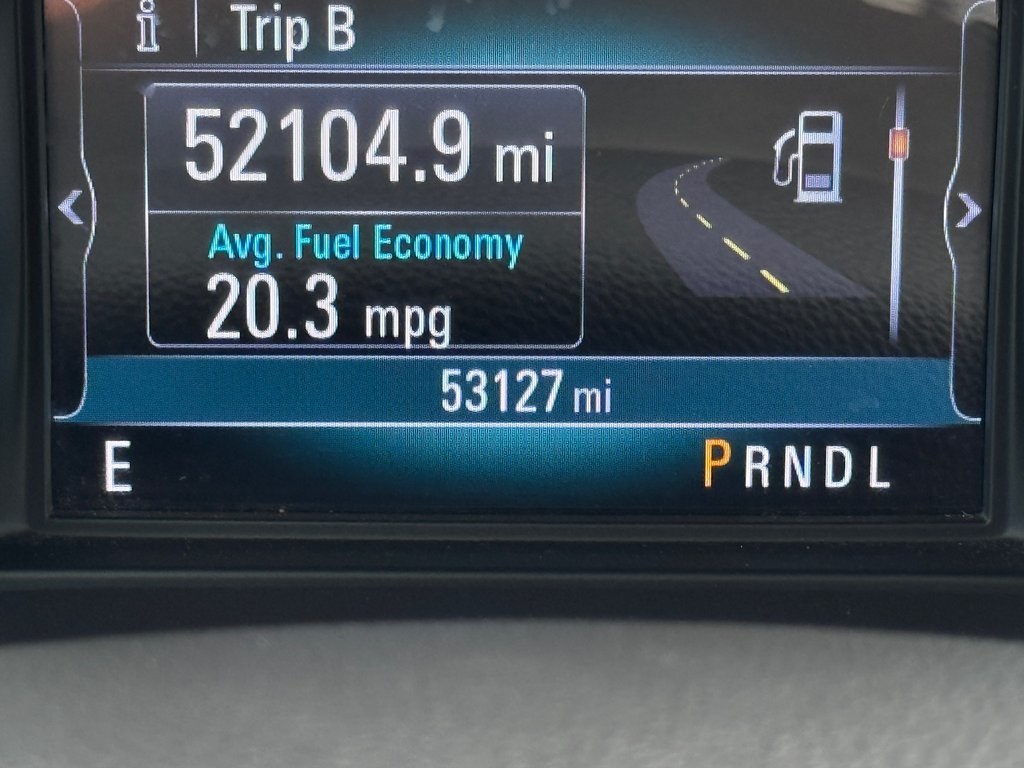 i Trip B
52104.9 mi
Avg. Fuel Economy
20.3 mpg
53127 mi
E PRNDL